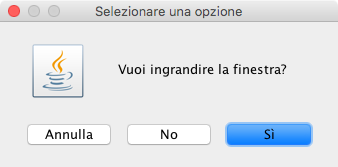 Selezionare una opzione
Vuoi ingrandire la finestra?
Annulla
No
Sì